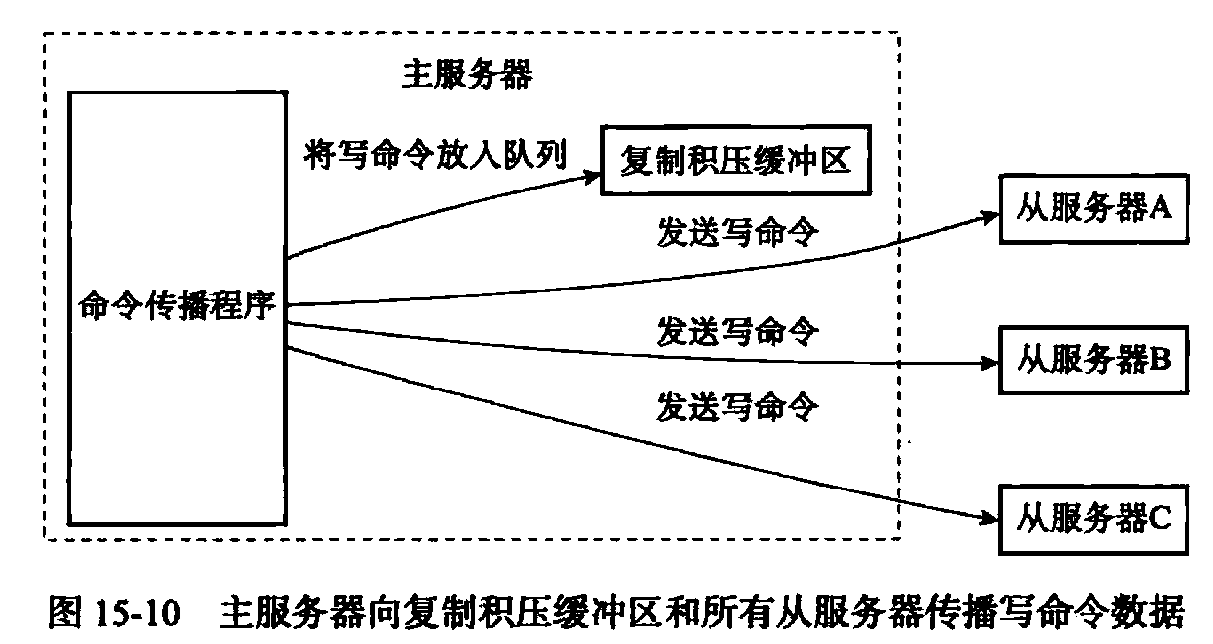 主服务器
将写命令放入队列
复制积压缓冲区
发送写命令
从服务器A
命令传播程序
发送写命令
从服务器B
发送写命令
从服务器C
图 15-10 主服务器向复制积压缓冲区和所有从服务器传播写命令数据